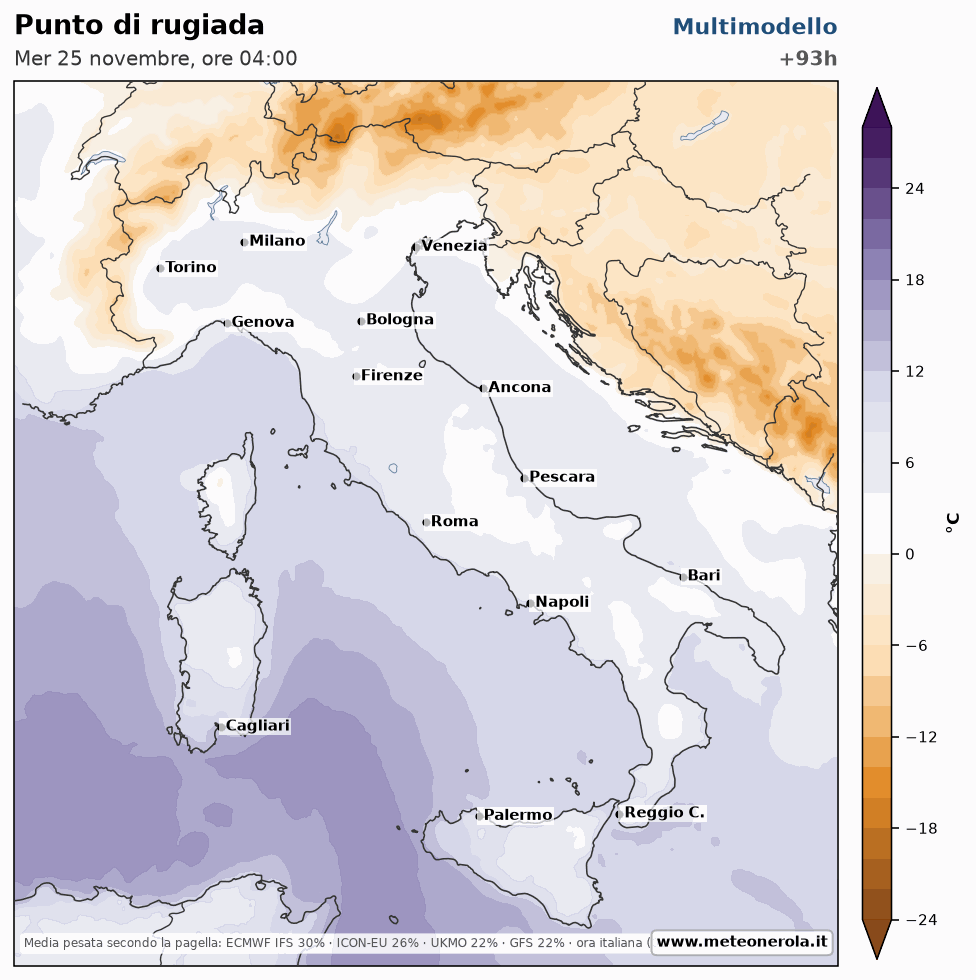 Punto di rugiada
Multimodello
Mer 25 novembre, ore 04:00
+93h
Milano
Venezia
Torino
Genova
Bologna
Firenze
Ancona
Pescara
Roma
Bari
Napoli
Cagliari
Palermo
Reggio C.
24
18
12
6
0
−6
−12
−18
−24
°C
Media pesata secondo la pagella: ECMWF IFS 30% · ICON-EU 26% · UKMO 22% · GFS 22% · ora italiana (
www.meteonerola.it